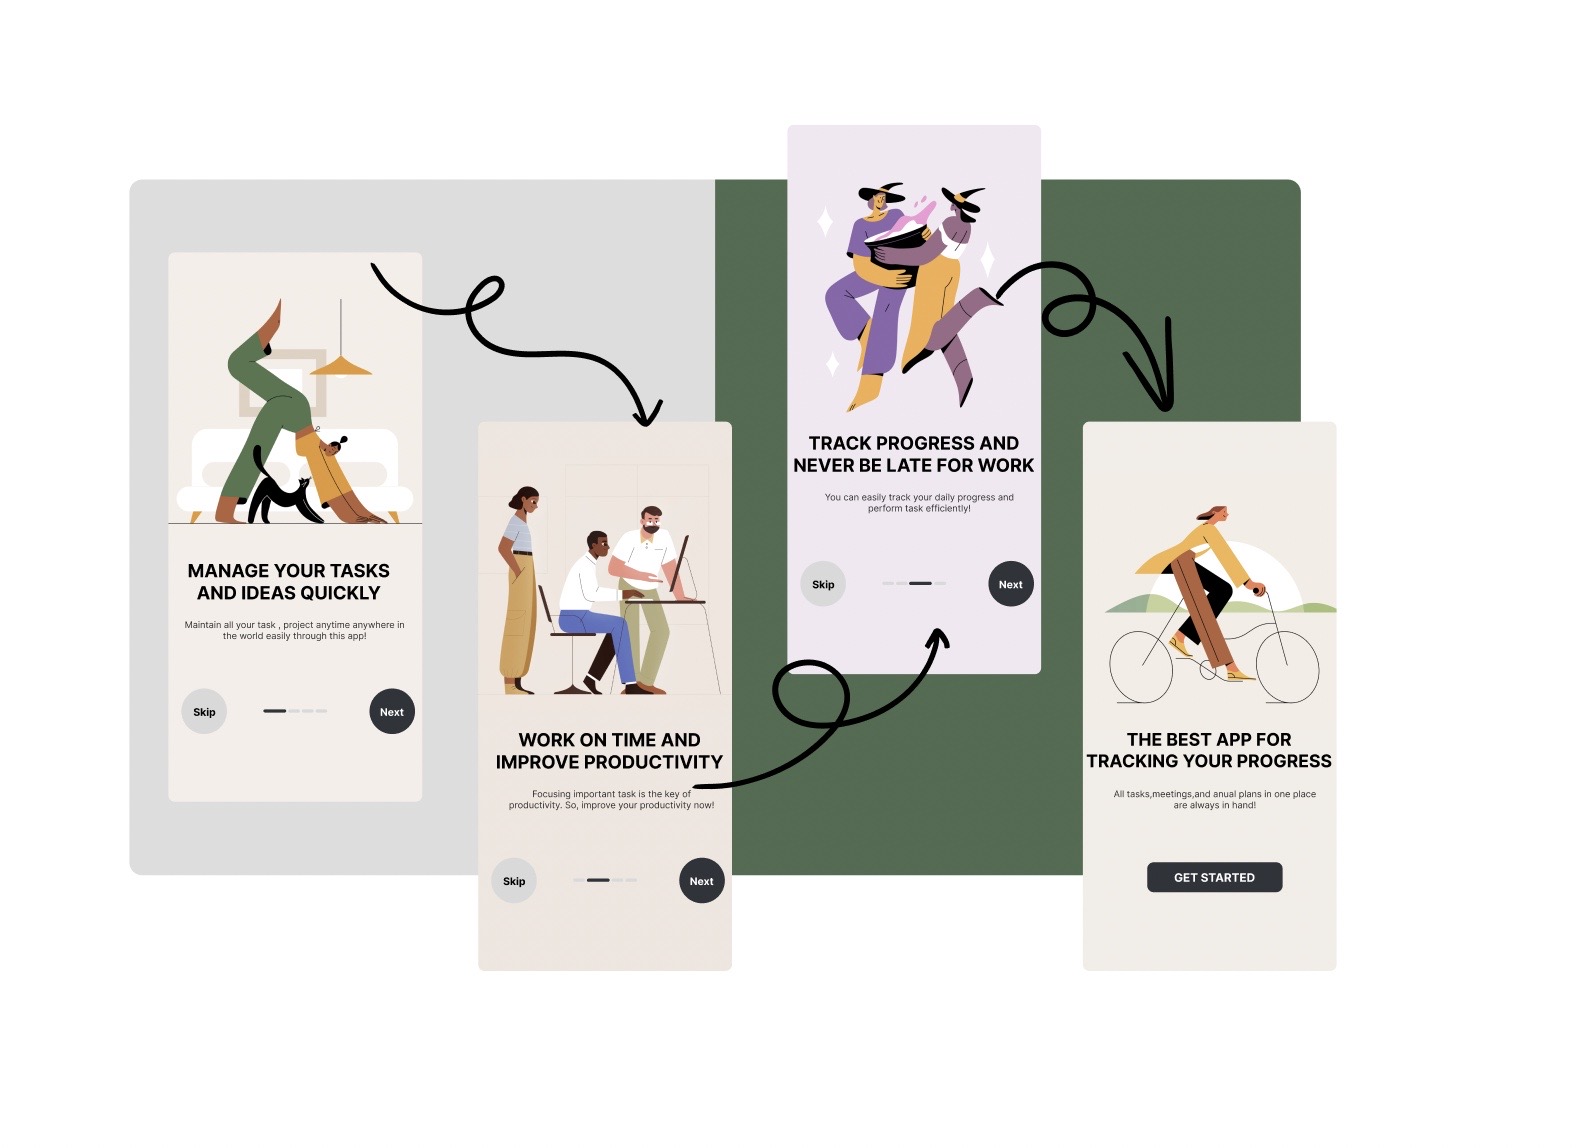 MANAGE YOUR TASKS
AND IDEAS QUICKLY
Maintain all your task , project anytime anywhere in
the world easily through this app!
Skip
Next
WORK ON TIME AND
IMPROVE PRODUCTIVITY
Focusing important task is the key of
productivity. So, improve your productivity now!
Skip
Next
TRACK PROGRESS AND
NEVER BE LATE FOR WORK
You can easily track your daily progress and
perform task efficiently!
Skip
Next
THE BEST APP FOR
TRACKING YOUR PROGRESS
All tasks,meetings,and anual plans in one place
are always in hand!
GET STARTED